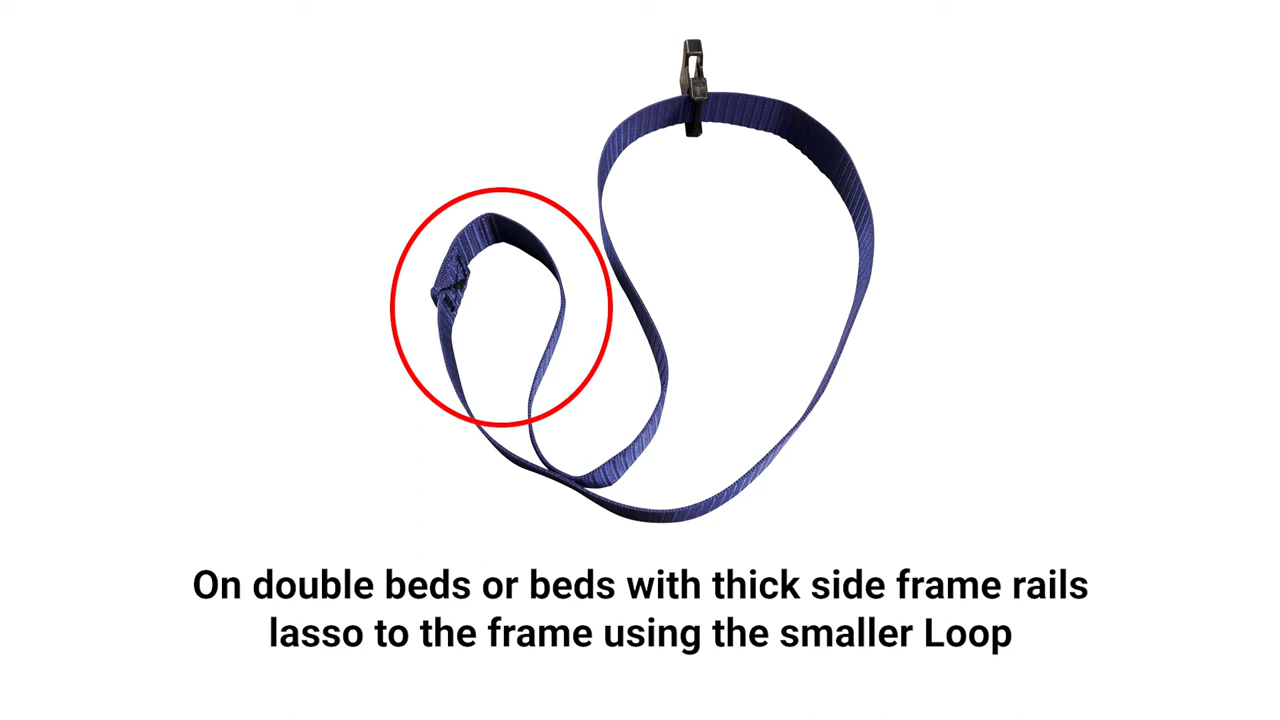 On double beds or beds with thick side frame rails
lasso to the frame using the smaller Loop